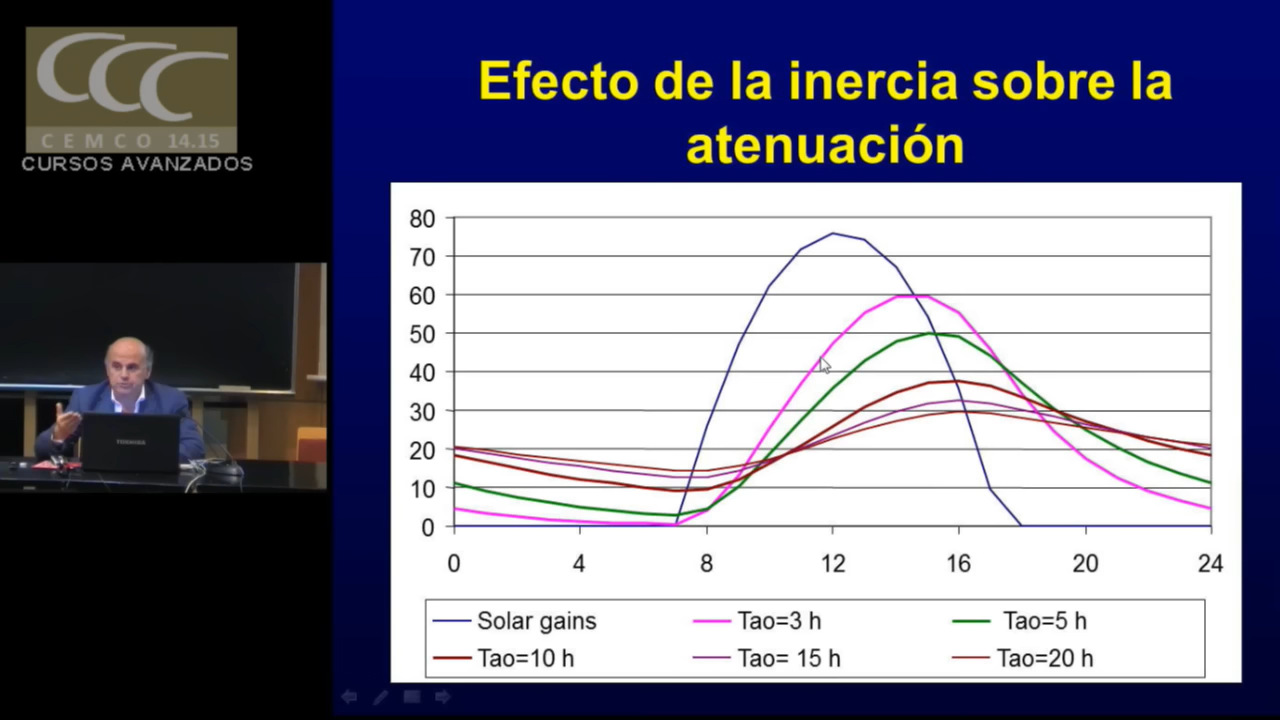 CCC
CEMCO 14.15
CURSOS AVANZADOS
Efecto de la inercia sobre la
atenuación
80
70
60
50
40
30
20
10
0
0 4 8 12 16 20 24
Solar gains Tao=3 h Tao=5 h
Tao=10 h Tao= 15 h Tao=20 h
TOSHIBA